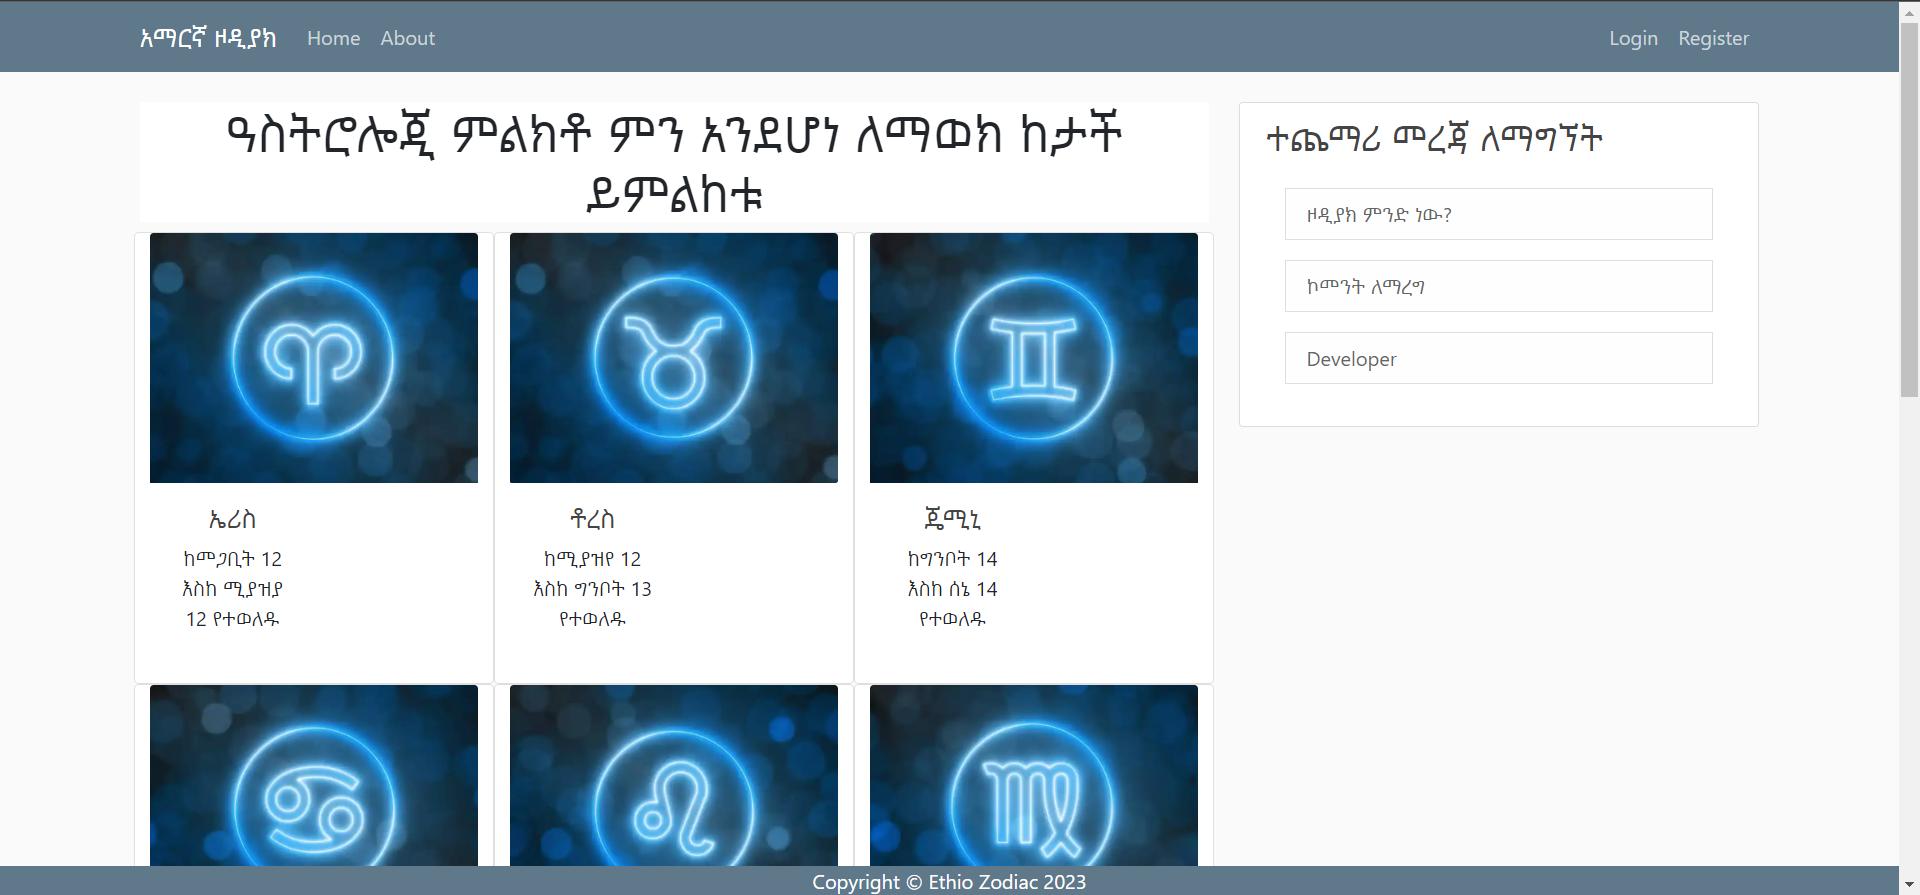 አማርኛ ዞዲያክ Home About Login Register
ዓስትሮሎጂ ምልክቶ ምን አንደሆነ ለማወክ ከታች
ይምልከቱ
ኤሪስ
ከመጋቢት 12
እስከ ሚያዝያ
12 የተወለዱ
ቶረስ
ከሚያዝየ 12
እስከ ግንቦት 13
የተወለዱ
ጄሚኒ
ከግንቦት 14
እስከ ሰኔ 14
የተወለዱ
ተጨማሪ መረጃ ለማግኘት
ዞዲያክ ምንድ ነው?
ኮመንት ለማረግ
Developer
Copyright © Ethio Zodiac 2023